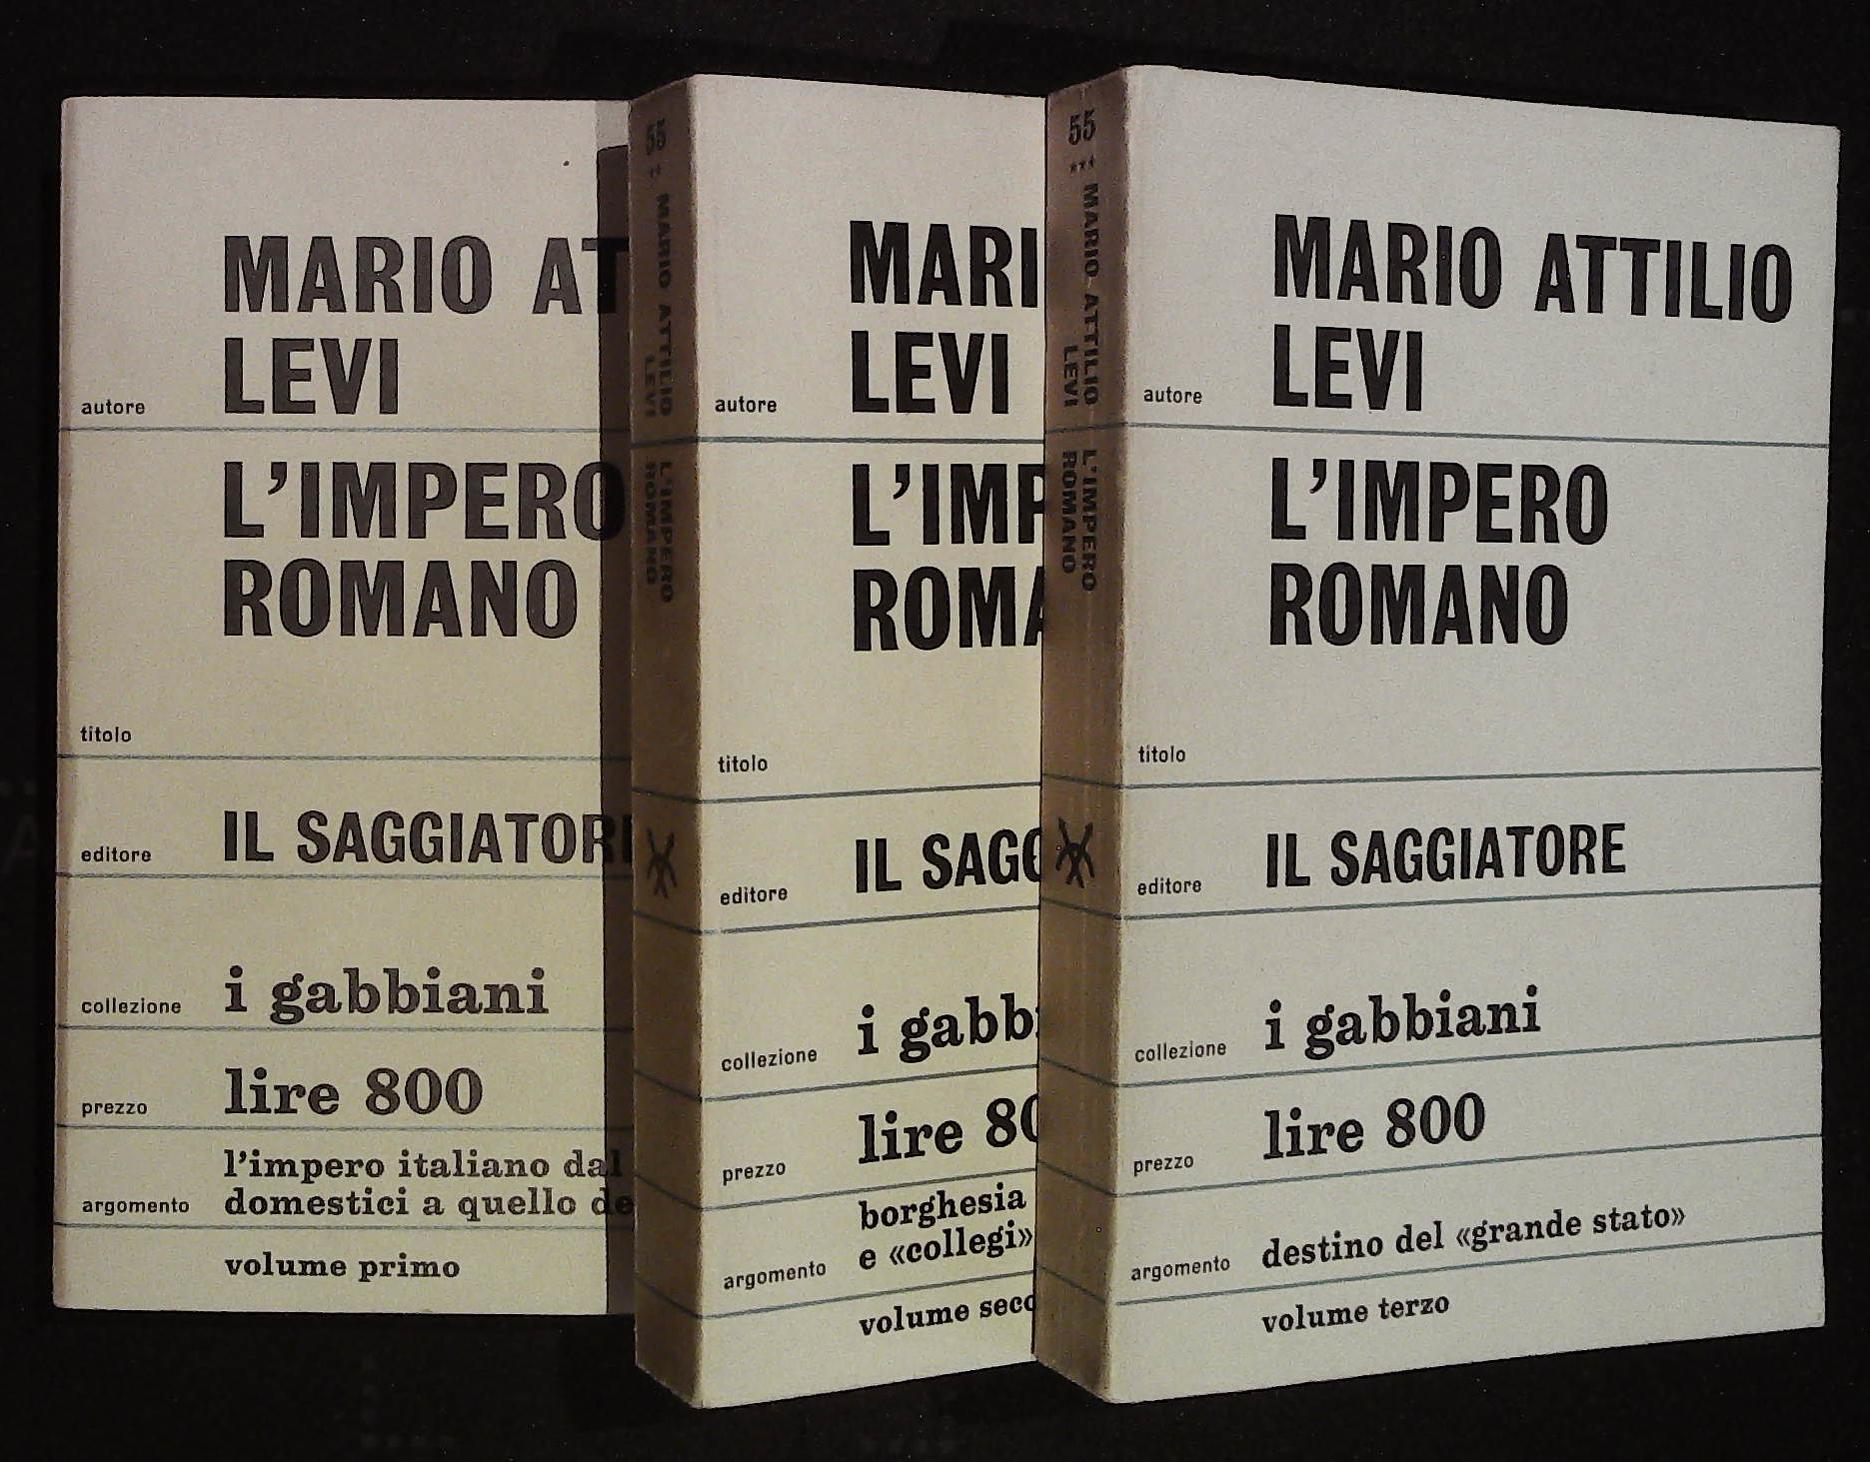 MARIO AT
LEVI
autore
L'IMPERO
ROMANO
titolo
editore IL SAGGIATORE
collezione i gabbiani
prezzo lire 800
l'impero italiano dal
domestici a quello de
argomento
volume primo
55
**
MARIO ATTILIO
LEVI
L'IMPERO
ROMANO
MARI
LEVI
autore
L'IMP
ROMA
titolo
editore IL SAGG
collezione i gabbi
prezzo lire 80
borghesia
e «collegi»
argomento
volume seco
55
***
MARIO ATTILIO
LEVI
L'IMPERO
ROMANO
MARIO ATTILIO
LEVI
autore
L'IMPERO
ROMANO
titolo
editore IL SAGGIATORE
collezione i gabbiani
prezzo lire 800
argomento destino del «grande stato»
volume terzo